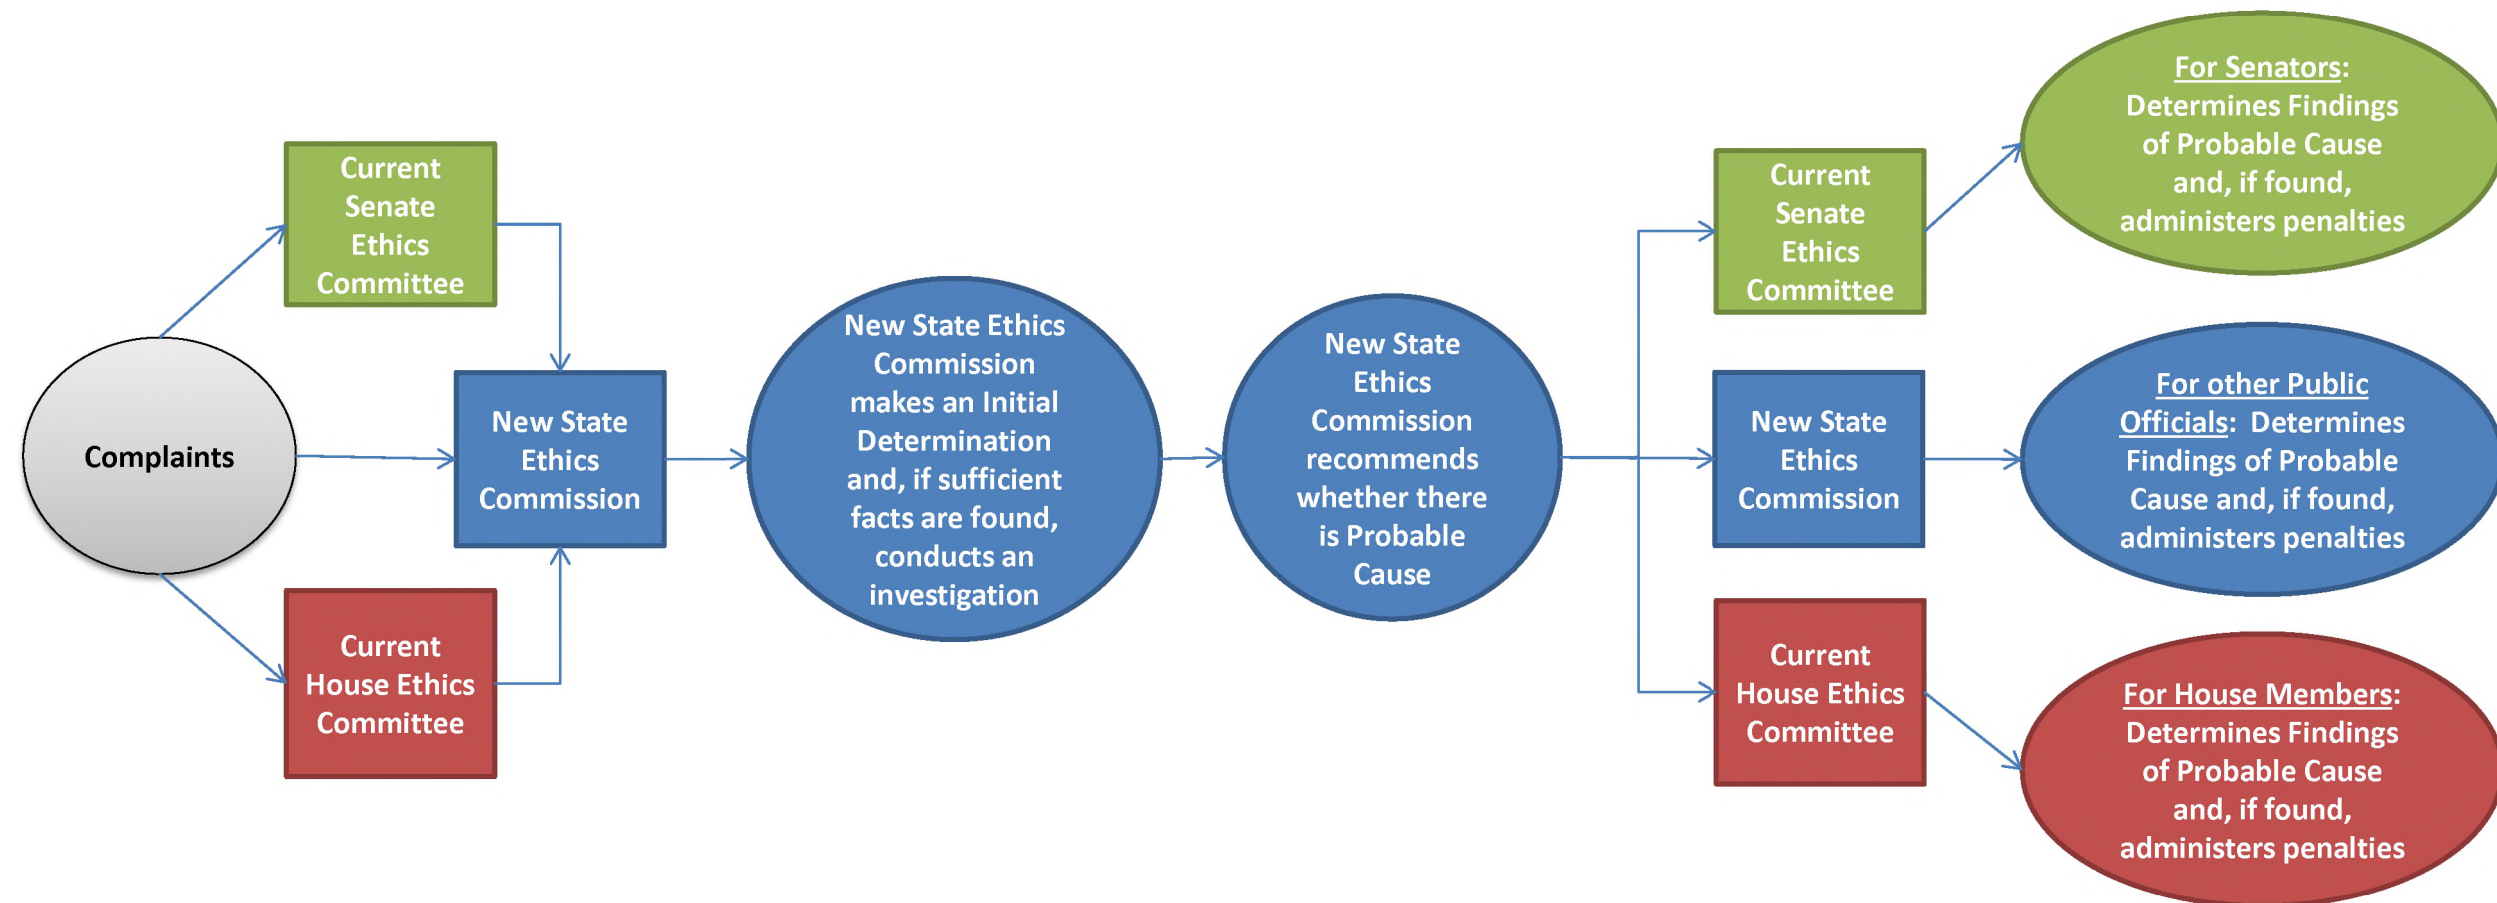 Complaints
Current
Senate
Ethics
Committee
New State
Ethics
Commission
Current
House Ethics
Committee
New State Ethics
Commission
makes an Initial
Determination
and, if sufficient
facts are found,
conducts an
investigation
New State
Ethics
Commission
recommends
whether there
is Probable
Cause
Current
Senate
Ethics
Committee
For Senators:
Determines Findings
of Probable Cause
and, if found,
administers penalties
New State
Ethics
Commission
For other Public
Officials: Determines
Findings of Probable
Cause and, if found,
administers penalties
Current
House Ethics
Committee
For House Members:
Determines Findings
of Probable Cause
and, if found,
administers penalties